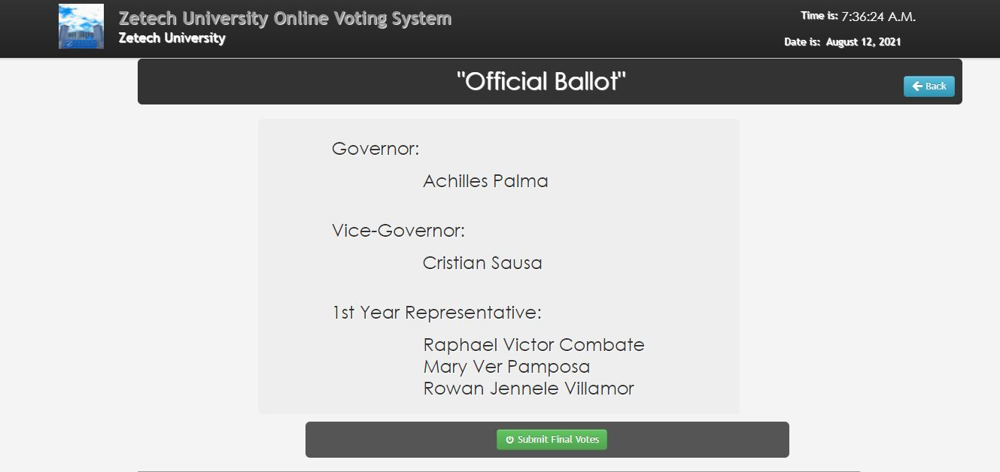 Zetech University Online Voting System
Zetech University
Time is: 7:36:24 A.M.
Date is: August 12, 2021
"Official Ballot"
Back
Governor:
Achilles Palma
Vice-Governor:
Cristian Sausa
1st Year Representative:
Raphael Victor Combate
Mary Ver Pamposa
Rowan Jennele Villamor
Submit Final Votes